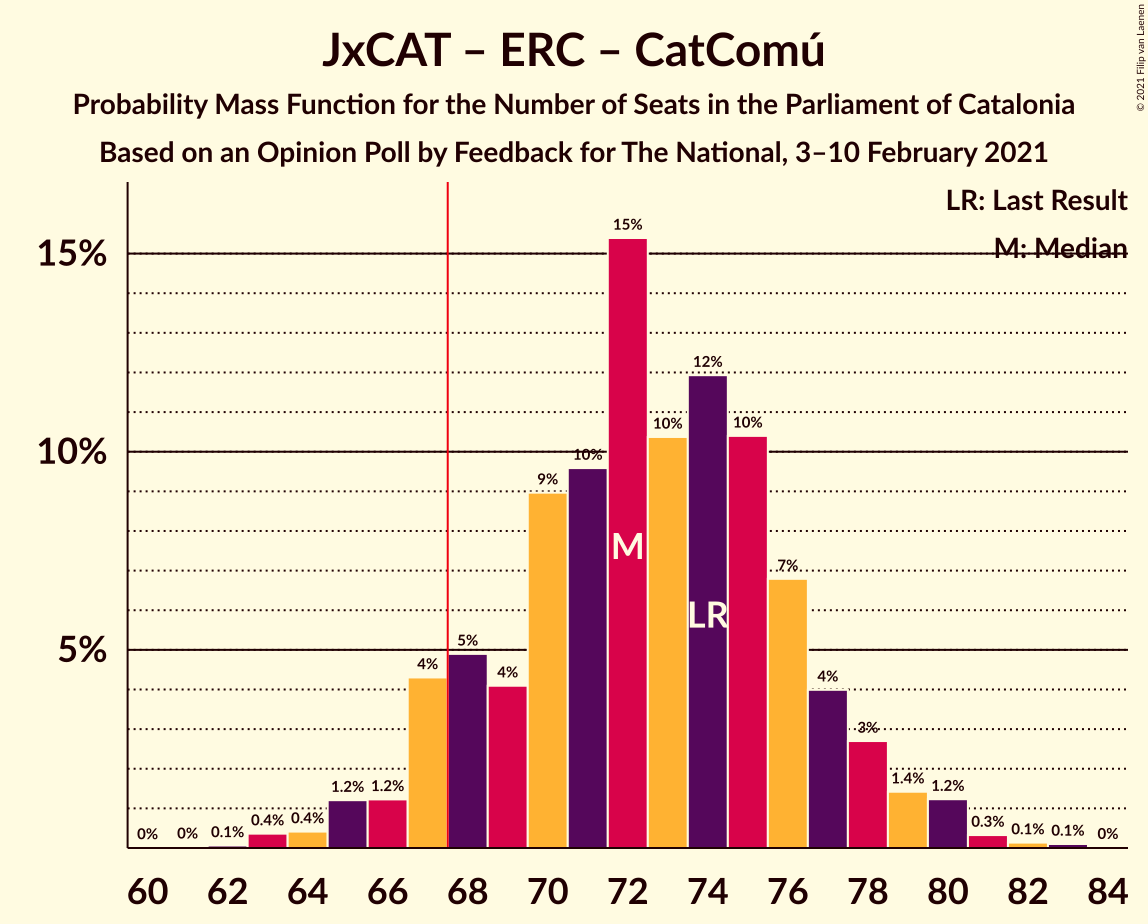 JxCAT – ERC – CatComú
Probability Mass Function for the Number of Seats in the Parliament of Catalonia
Based on an Opinion Poll by Feedback for The National, 3–10 February 2021
© 2021 Filip van Laenen
LR: Last Result
M: Median
15%
10%
5%
0% 0% 0.1% 0.4% 0.4% 1.2% 1.2% 4% 5% 4% 9% 10% 15% 10% 12% 10% 7% 4% 3% 1.4% 1.2% 0.3% 0.1% 0.1% 0%
M
LR
60 62 64 66 68 70 72 74 76 78 80 82 84